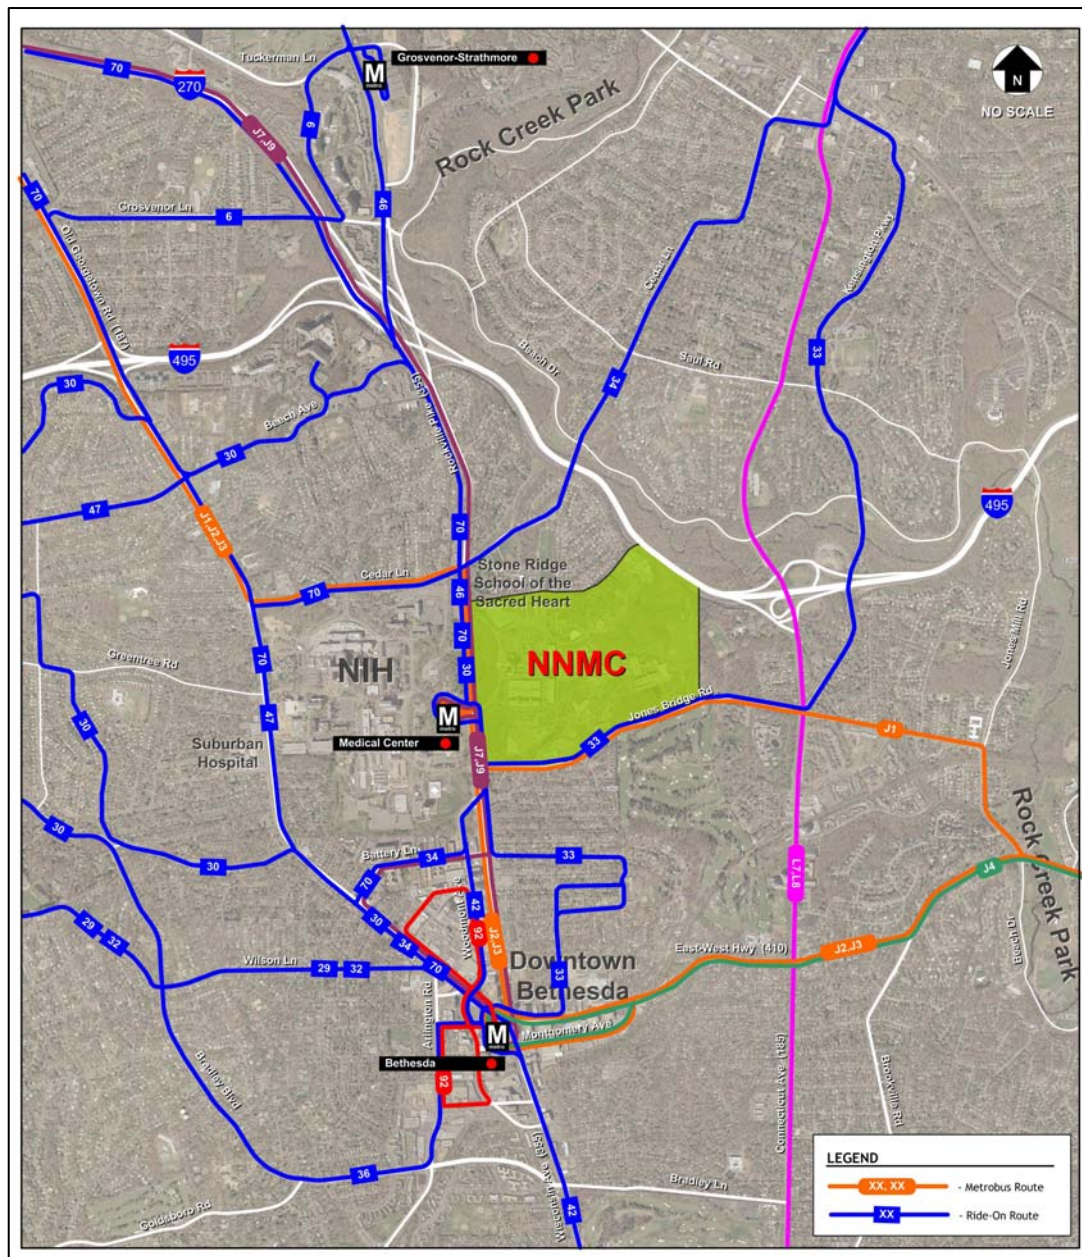 Tuckerman Ln
M
metro
Grosvenor-Strathmore
N
NO SCALE
70
270
J7,J9
6
Rock Creek Park
70
46
Grosvenor Ln
6
Old Georgetown Rd (187)
Cedar Ln
Kensington Pkwy
495
Beach Dr
33
Saul Rd
30
34
Rockville Pike (355)
Beech Ave
30
47
J1,J2,J3
495
70
Cedar Ln
70
Stone Ridge
School of the
Sacred Heart
46
70
30
NIH
NNMC
Jones Mill Rd
Greentree Rd
70
47
30
Jones Bridge Rd
33
J1
M
metro
Medical Center
J7,J9
Suburban
Hospital
Rock Creek Park
30
30
Battery Ln
34
33
70
L7,L8
J4
42
Woodmont Ave
92
J2,J3
30
34
70
29
32
Wilson Ln
29
32
33
East-West Hwy (410)
J2,J3
Beach Dr
Downtown
Bethesda
Arlington Rd
M
metro
Montgomery Ave
Bethesda
92
Bradley Blvd
Connecticut Ave (185)
Brookville Rd
36
Wisconsin Ave (355)
42
Bradley Ln
Goldsboro Rd
LEGEND
XX, XX - Metrobus Route
XX - Ride-On Route